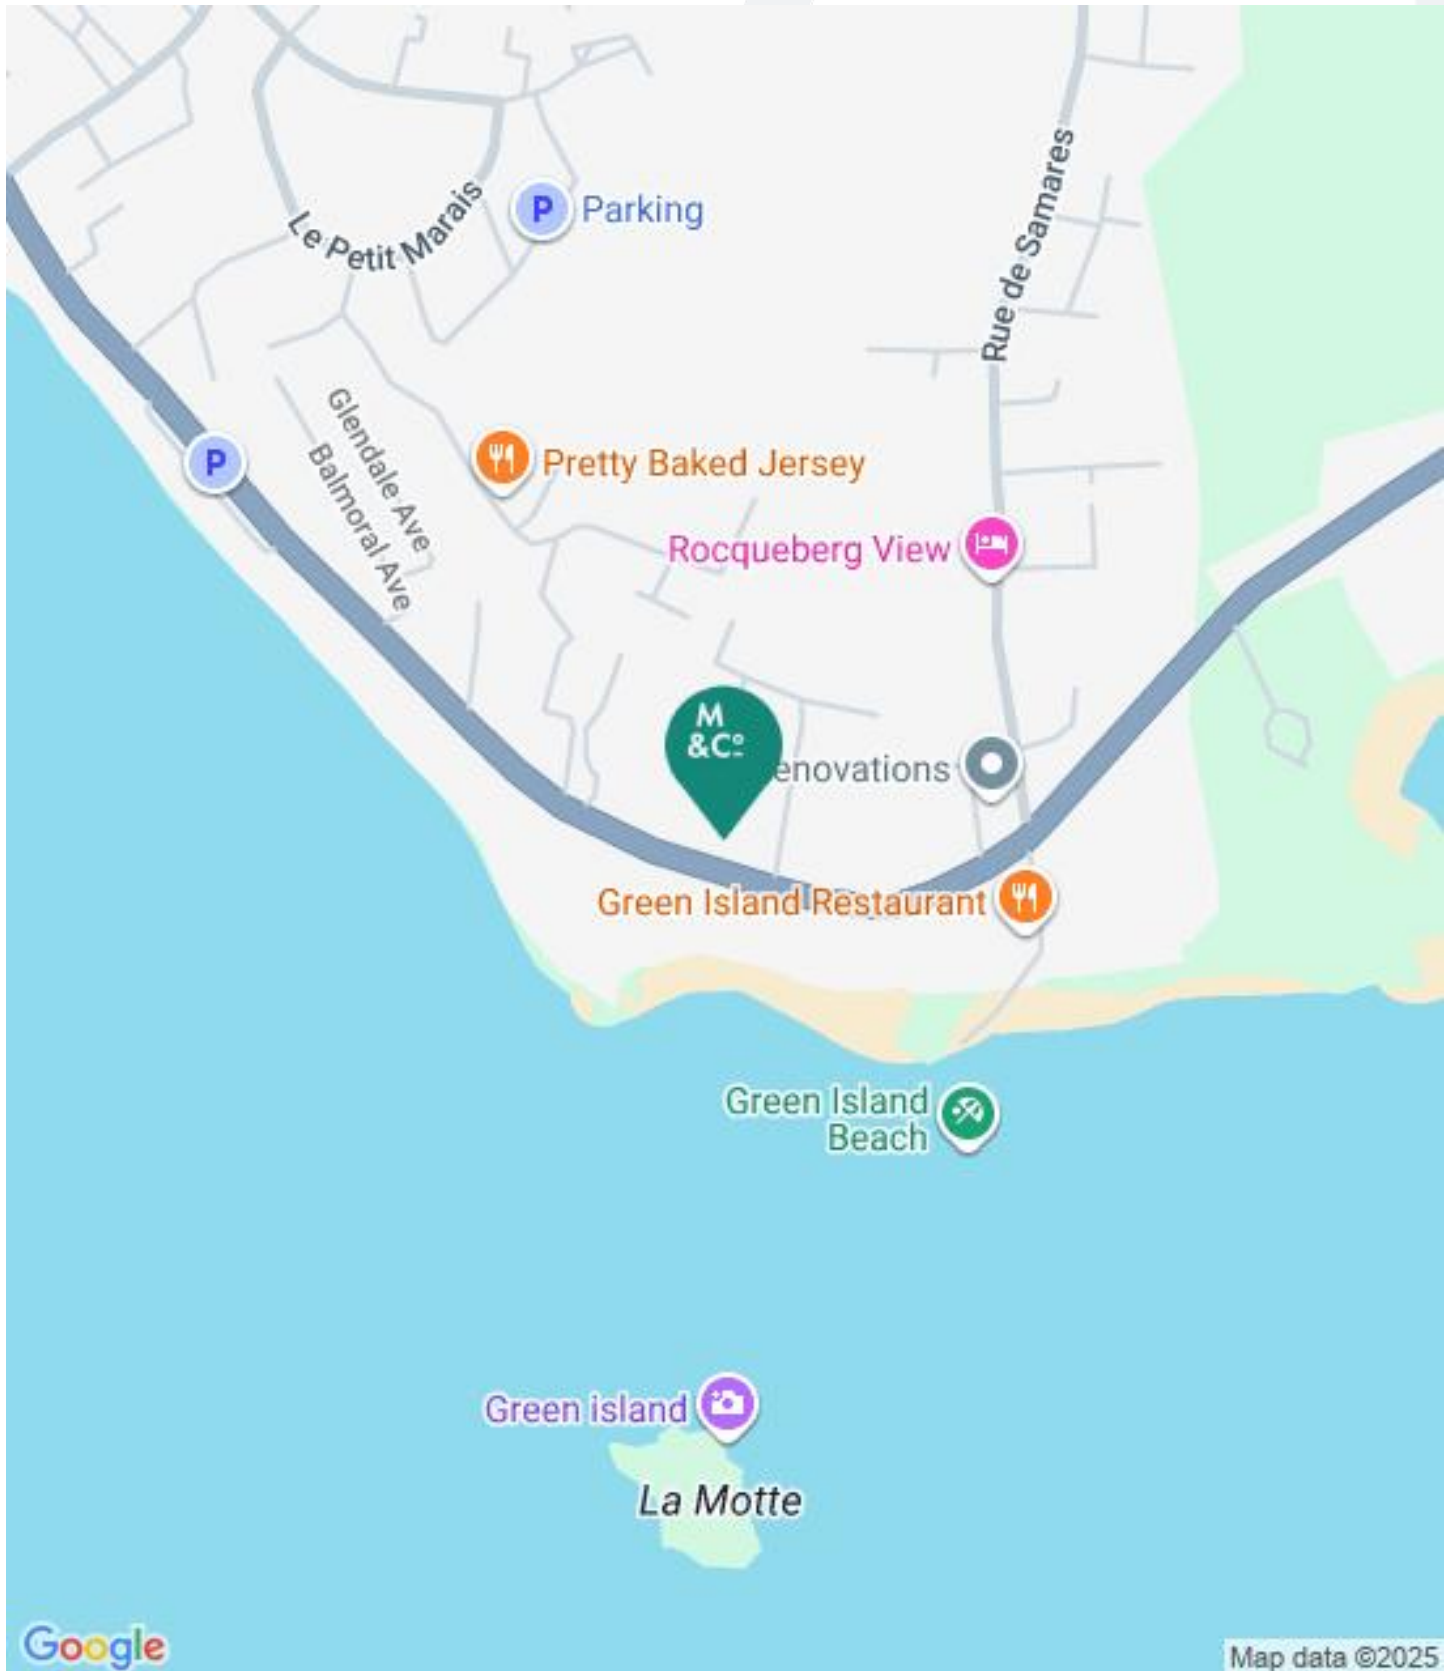 Rue de Samares
Le Petit Marais
P
Parking
Glendale Ave
Balmoral Ave
P
Pretty Baked Jersey
Rocqueberg View
M
&Cº
enovations
Green Island Restaurant
Green Island
Beach
Green island
La Motte
Google
Map data ©2025